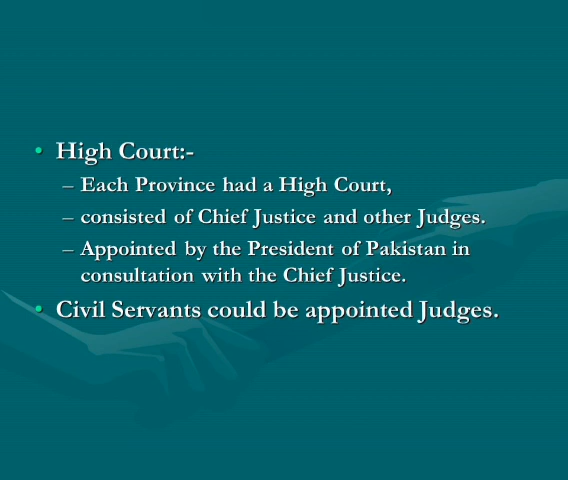 • High Court:-
– Each Province had a High Court,
– consisted of Chief Justice and other Judges.
– Appointed by the President of Pakistan in
consultation with the Chief Justice.
• Civil Servants could be appointed Judges.